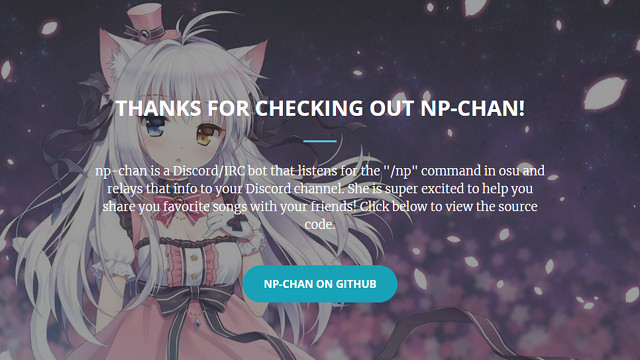 THANKS FOR CHECKING OUT NP-CHAN!
np-chan is a Discord/IRC bot that listens for the "/np" command in osu and
relays that info to your Discord channel. She is super excited to help you
share you favorite songs with your friends! Click below to view the source
code.
NP-CHAN ON GITHUB